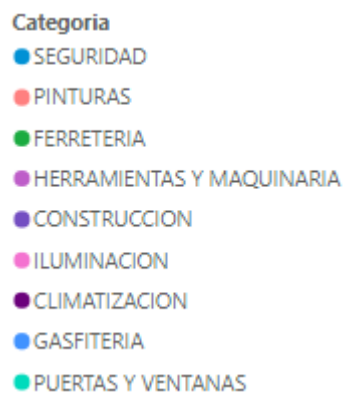 Categoria
SEGURIDAD
PINTURAS
FERRETERIA
HERRAMIENTAS Y MAQUINARIA
CONSTRUCCION
ILUMINACION
CLIMATIZACION
GASFITERIA
PUERTAS Y VENTANAS